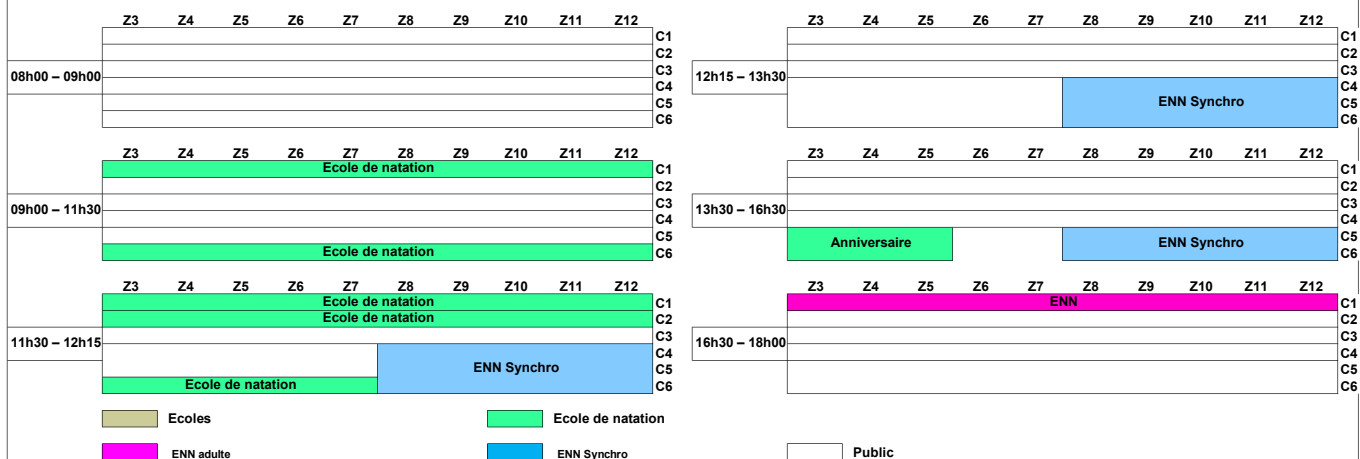 Z3 Z4 Z5 Z6 Z7 Z8 Z9 Z10 Z11 Z12
C1
C2
08h00 – 09h00 C3
C4
C5
C6
Z3 Z4 Z5 Z6 Z7 Z8 Z9 Z10 Z11 Z12
Ecole de natation C1
C2
09h00 – 11h30 C3
C4
C5
Ecole de natation C6
Z3 Z4 Z5 Z6 Z7 Z8 Z9 Z10 Z11 Z12
Ecole de natation C1
Ecole de natation C2
11h30 – 12h15 C3
C4
ENN Synchro C5
Ecole de natation C6
Z3 Z4 Z5 Z6 Z7 Z8 Z9 Z10 Z11 Z12
C1
C2
12h15 – 13h30 C3
C4
ENN Synchro C5
C6
Z3 Z4 Z5 Z6 Z7 Z8 Z9 Z10 Z11 Z12
C1
C2
13h30 – 16h30 C3
C4
Anniversaire ENN Synchro C5
C6
Z3 Z4 Z5 Z6 Z7 Z8 Z9 Z10 Z11 Z12
ENN C1
C2
16h30 – 18h00 C3
C4
C5
C6
Ecoles Ecole de natation
ENN adulte ENN Synchro Public